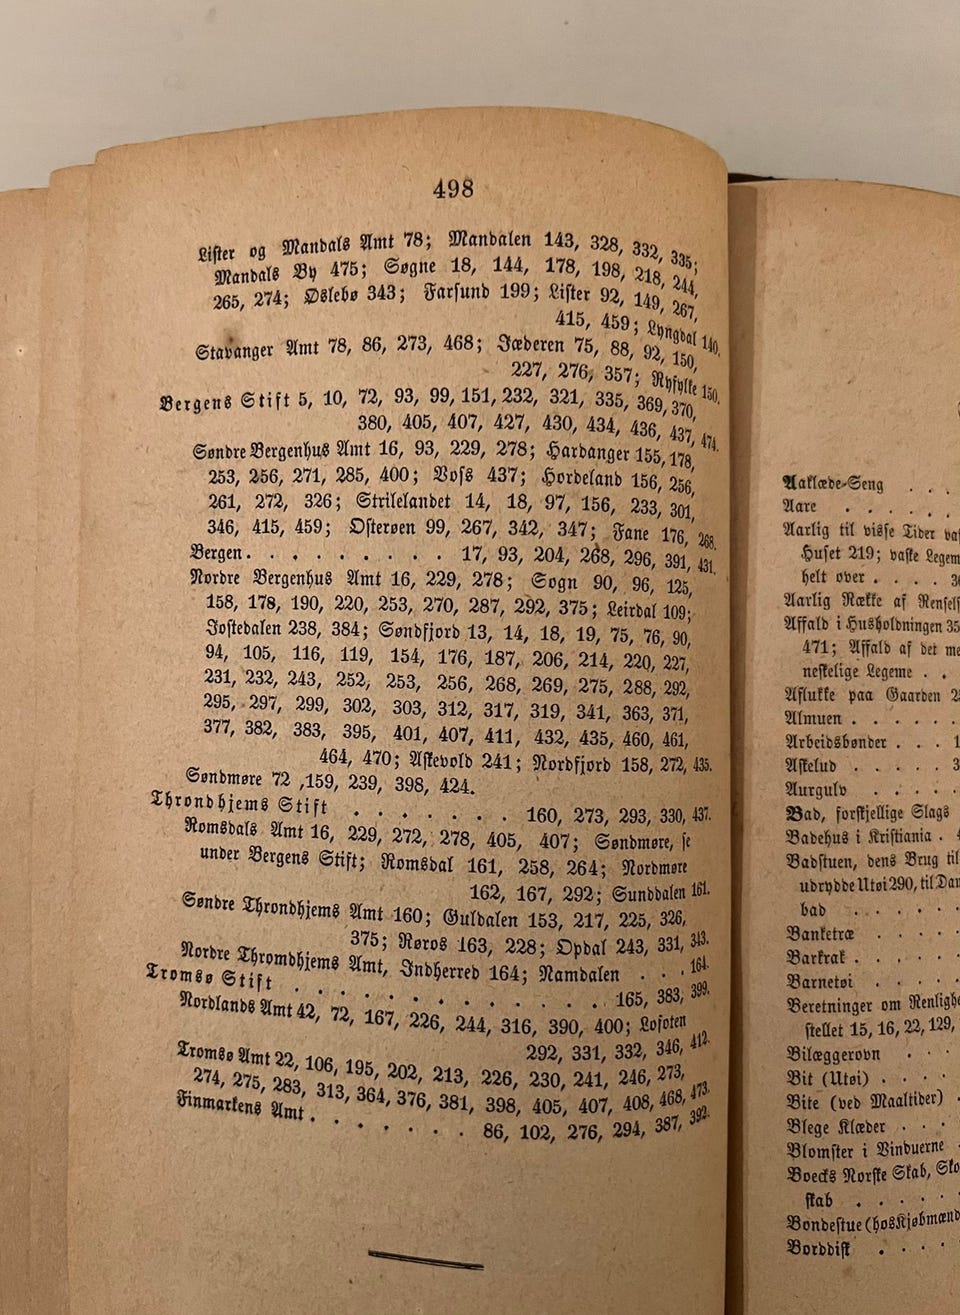 498
Lister og Mandals Amt 78; Mandalen 143, 328, 332, 335;
Mandals By 475; Søgne 18, 144, 178, 198, 218, 244,
265, 274; Øslebø 343; Farsund 199; Lister 92, 149, 267,
415, 459; Lyngdal 140.
Stavanger Amt 78, 86, 273, 468; Jæderen 75, 88, 92, 150,
227, 276, 357; Ryfylke 150.
Bergens Stift 5, 10, 72, 93, 99, 151, 232, 321, 335, 369, 370,
380, 405, 407, 427, 430, 434, 436, 437, 474.
Søndre Bergenhus Amt 16, 93, 229, 278; Hardanger 155, 178,
253, 256, 271, 285, 400; Voss 437; Hordeland 156, 256,
261, 272, 326; Strilelandet 14, 18, 97, 156, 233, 301,
346, 415, 459; Osterøen 99, 267, 342, 347; Fane 176, 268.
Bergen. . . . . . . . . 17, 93, 204, 268, 296, 391, 431.
Nordre Bergenhus Amt 16, 229, 278; Sogn 90, 96, 125,
158, 178, 190, 220, 253, 270, 287, 292, 375; Leirdal 109;
Jostedalen 238, 384; Søndfjord 13, 14, 18, 19, 75, 76, 90,
94, 105, 116, 119, 154, 176, 187, 206, 214, 220, 227,
231, 232, 243, 252, 253, 256, 268, 269, 275, 288, 292,
295, 297, 299, 302, 303, 312, 317, 319, 341, 363, 371,
377, 382, 383, 395, 401, 407, 411, 432, 435, 460, 461,
464, 470; Askevold 241; Nordfjord 158, 272, 435.
Søndmøre 72 ,159, 239, 398, 424.
Throndhjems Stift . . . . . . . 160, 273, 293, 330, 437.
Romsdals Amt 16, 229, 272, 278, 405, 407; Søndmøre, se
under Bergens Stift; Romsdal 161, 258, 264; Nordmøre
162, 167, 292; Sunddalen 161.
Søndre Throndhjems Amt 160; Guldalen 153, 217, 225, 326,
375; Røros 163, 228; Opdal 243, 331, 343.
Nordre Thrombhjems Amt, Indherred 164; Namdalen . . . 164.
Tromsø Stift . . . . . . . . . . . 165, 383, 399.
Nordlands Amt 42, 72, 167, 226, 244, 316, 390, 400; Lofoten
292, 331, 332, 346, 412.
Tromsø Amt 22, 106, 195, 202, 213, 226, 230, 241, 246, 273,
274, 275, 283, 313, 364, 376, 381, 398, 405, 407, 408, 468, 473.
Finmarkens Amt . . . . . . . 86, 102, 276, 294, 387, 392.
Aaklæde-Seng . . .
Aare . . . . . .
Aarlig til visse Tider
Huset 219; vaske
helt over . . . .
Aarlig Række af
Affald i Husholdningen
471; Affald af det
neskelige Legeme . .
Aflukke paa Gaarden
Almuen . . . . . .
Arbeidsbønder . . .
Askelud . . . . .
Aurgulv . . . .
Bad, forskjellige Slags
Badehus i Kristiania .
Badstuen, dens Brug til
udrydde Utøi 290, til
bad . . . . . .
Banketræ . . . . .
Barkrak . . . . .
Barnetøi . . . . .
Beretninger om
stellet 15, 16, 22, 129,
Bilæggerovn . . .
Bit (Utøi) . . . .
Bite (ved Maaltider) .
Blege Klæder . . .
Blomster i Vinduerne
Boecks Norske Skab,
skab . . . . . .
Bondestue (hos
Borddisk . . . .